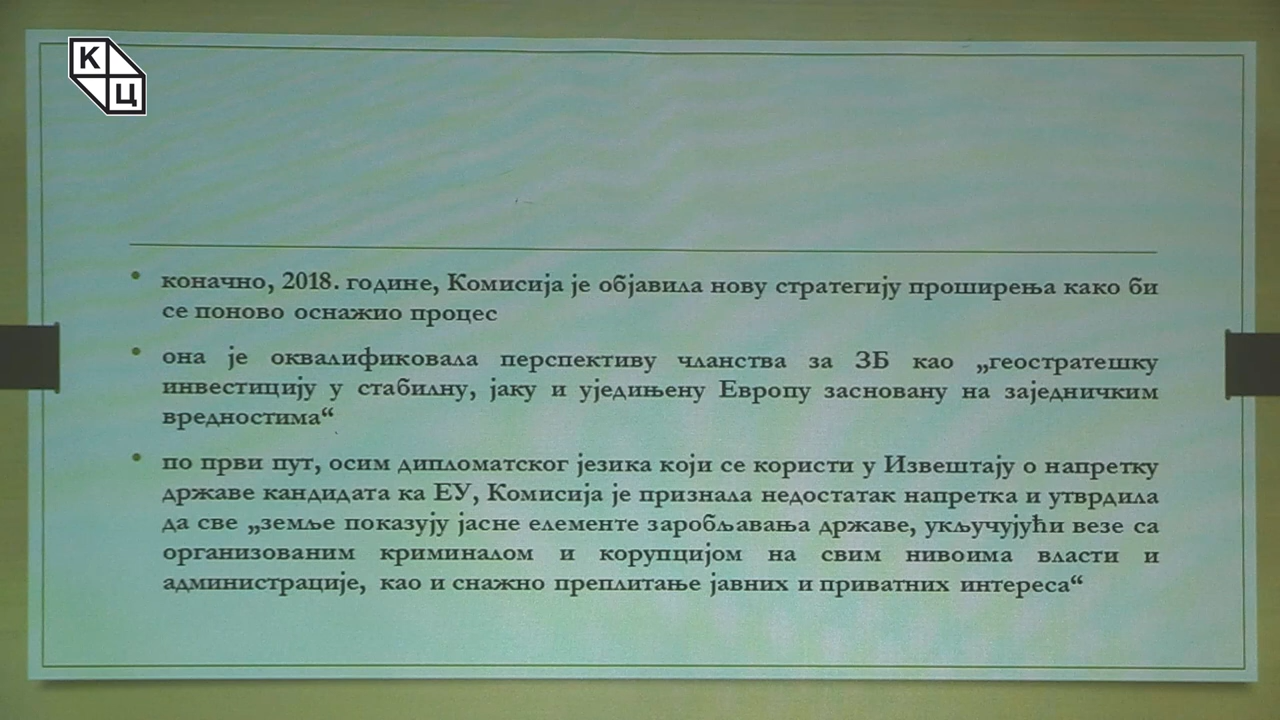 К
Ц
коначно, 2018. године, Комисија је објавила нову стратегију проширења како би
се поново оснажио процес
она је оквалификовала перспективу чланства за ЗБ као „геостратешку
инвестицију у стабилну, јаку и уједињену Европу засновану на заједничким
вредностима“
по први пут, осим дипломатског језика који се користи у Извештају о напретку
државе кандидата ка ЕУ, Комисија је признала недостатак напретка и утврдила
да све „земље показују јасне елементе заробљавања државе, укључујући везе са
организованим криминалом и корупцијом на свим нивоима власти и
администрације, као и снажно преплитање јавних и приватних интереса“